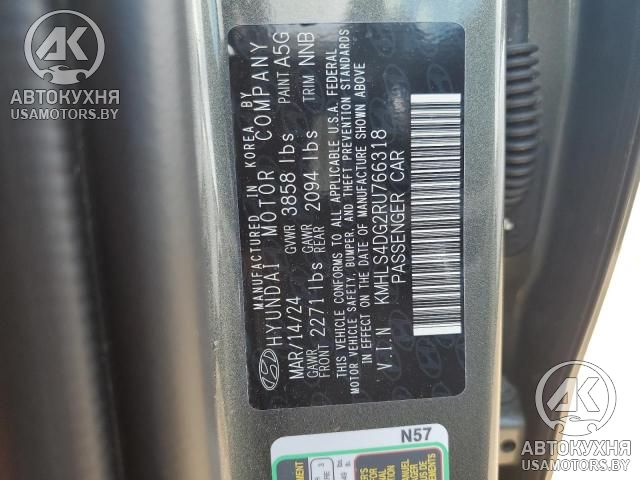 MANUFACTURED IN KOREA BY
HYUNDAI MOTOR COMPANY
MAR/14/24 GVWR 3858 lbs PAINT A5G
GAWR FRONT 2271 lbs GAWR REAR 2094 lbs TRIM NNB
THIS VEHICLE CONFORMS TO ALL APPLICABLE U.S.A. FEDERAL
MOTOR VEHICLE SAFETY, BUMPER, AND THEFT PREVENTION STANDARDS
IN EFFECT ON THE DATE OF MANUFACTURE SHOWN ABOVE
V.I.N KMHLS4DG2RU766318
PASSENGER CAR
N57
АК
АВТОКУХНЯ
USAMOTORS.BY
АК
АВТОКУХНЯ
USAMOTORS.BY